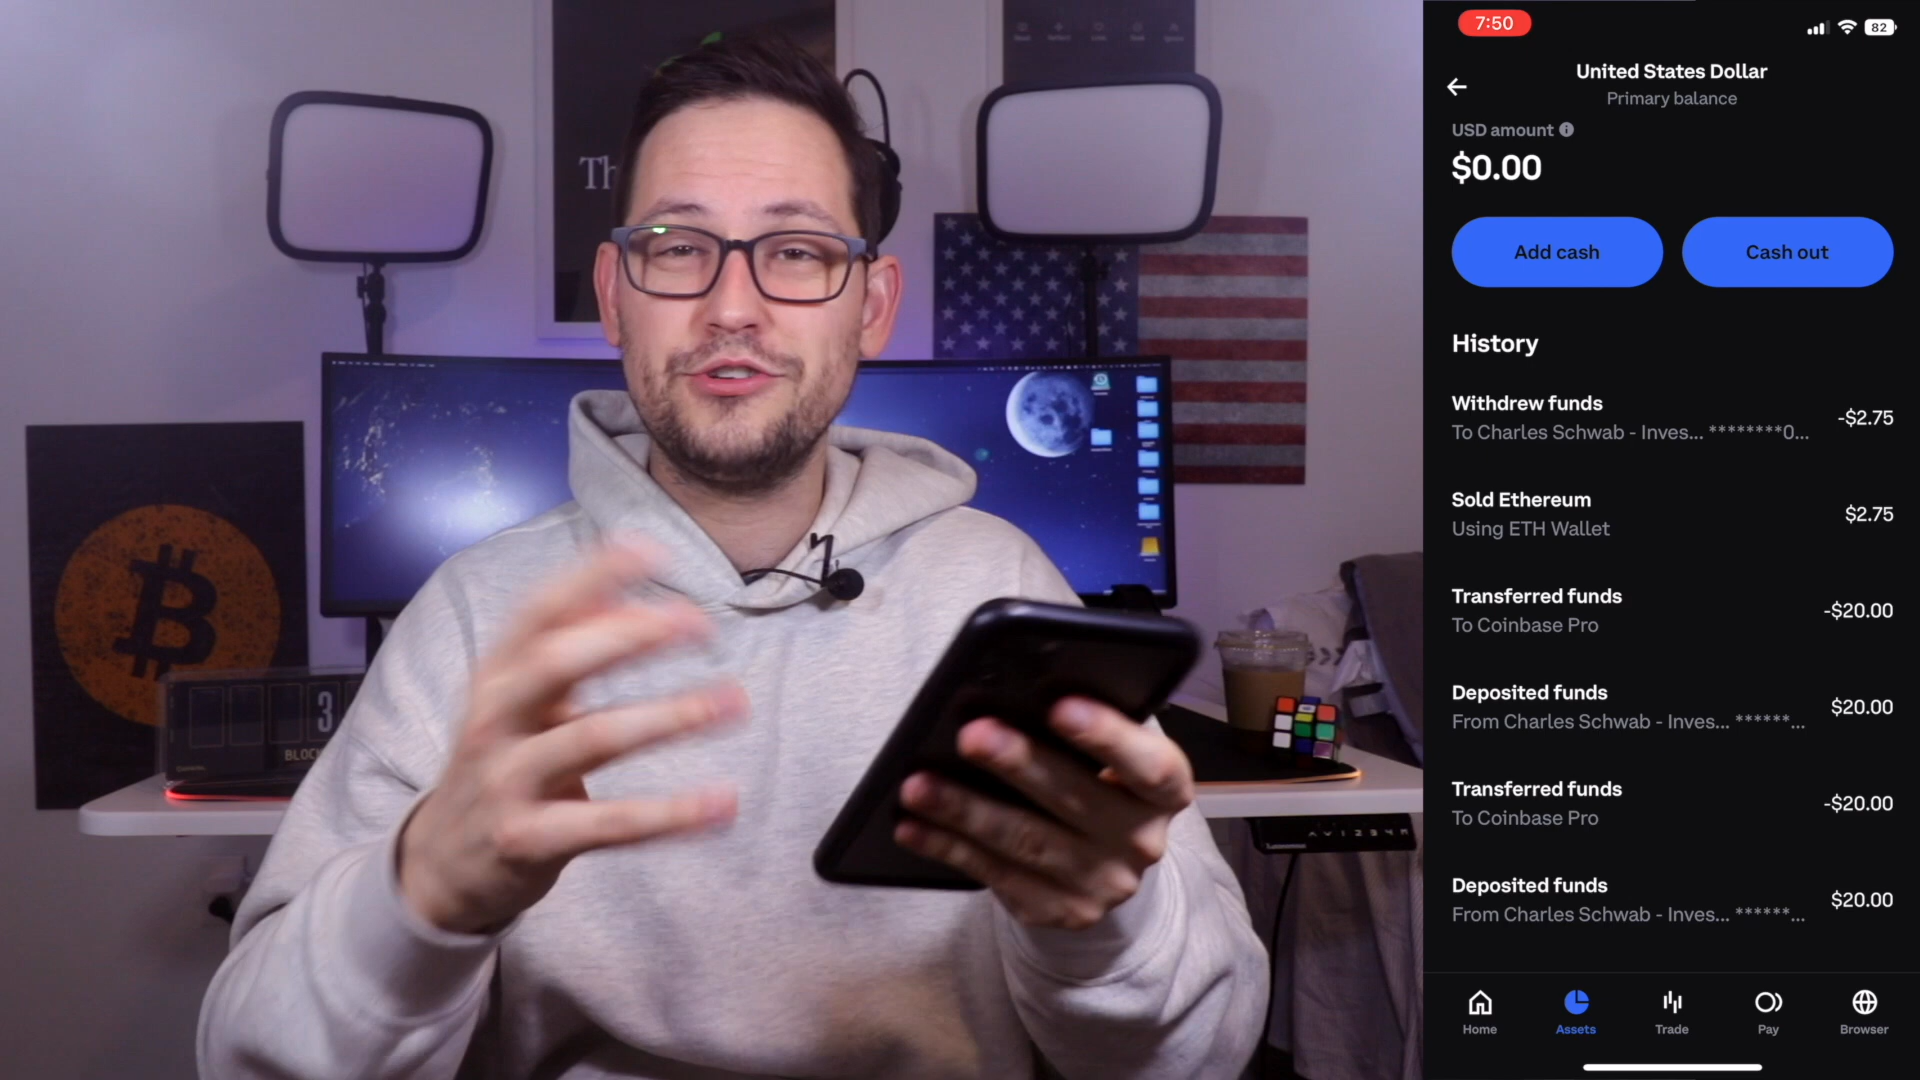 Th
3
BLOCK
7:50
82
United States Dollar
Primary balance
USD amount
$0.00
Add cash
Cash out
History
Withdrew funds
-$2.75
To Charles Schwab - Inves... ********0...
Sold Ethereum
$2.75
Using ETH Wallet
Transferred funds
-$20.00
To Coinbase Pro
Deposited funds
$20.00
From Charles Schwab - Inves... ******...
Transferred funds
-$20.00
To Coinbase Pro
Deposited funds
$20.00
From Charles Schwab - Inves... ******...
Home
Assets
Trade
Pay
Browser